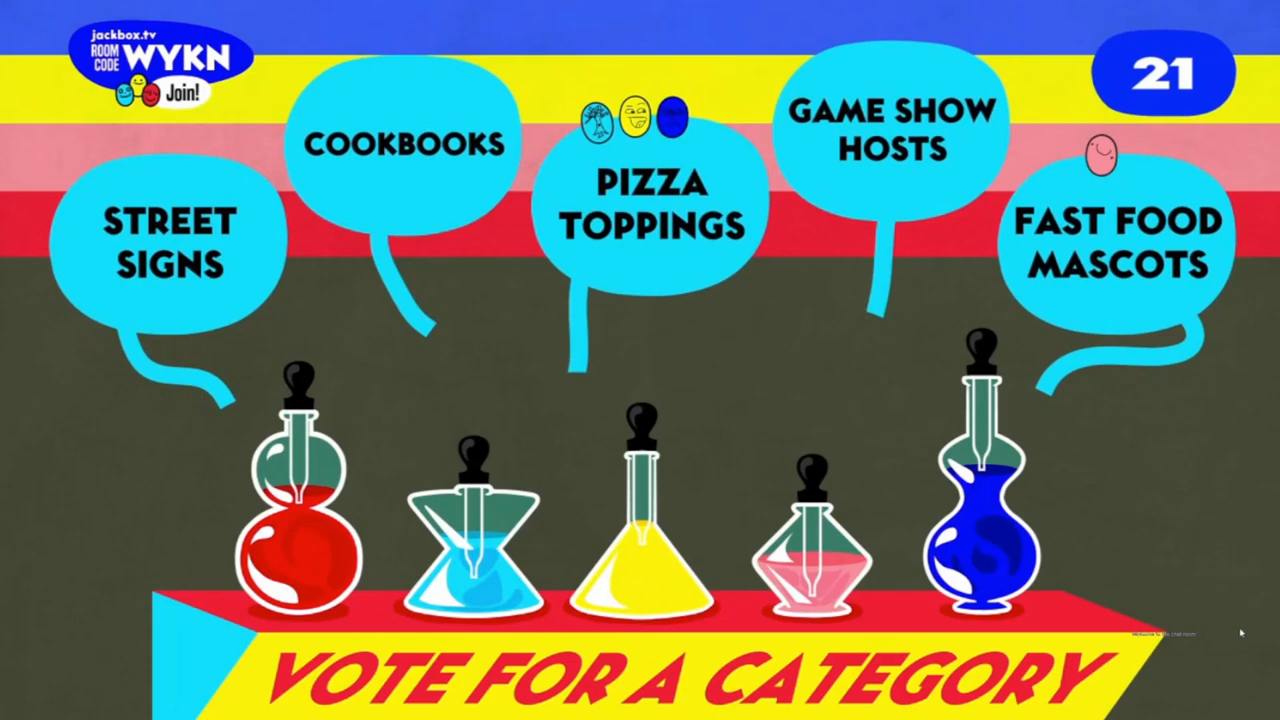 jackbox.tv
ROOM
CODE
WYKN
Join!
21
COOKBOOKS
GAME SHOW
HOSTS
PIZZA
TOPPINGS
STREET
SIGNS
FAST FOOD
MASCOTS
VOTE FOR A CATEGORY